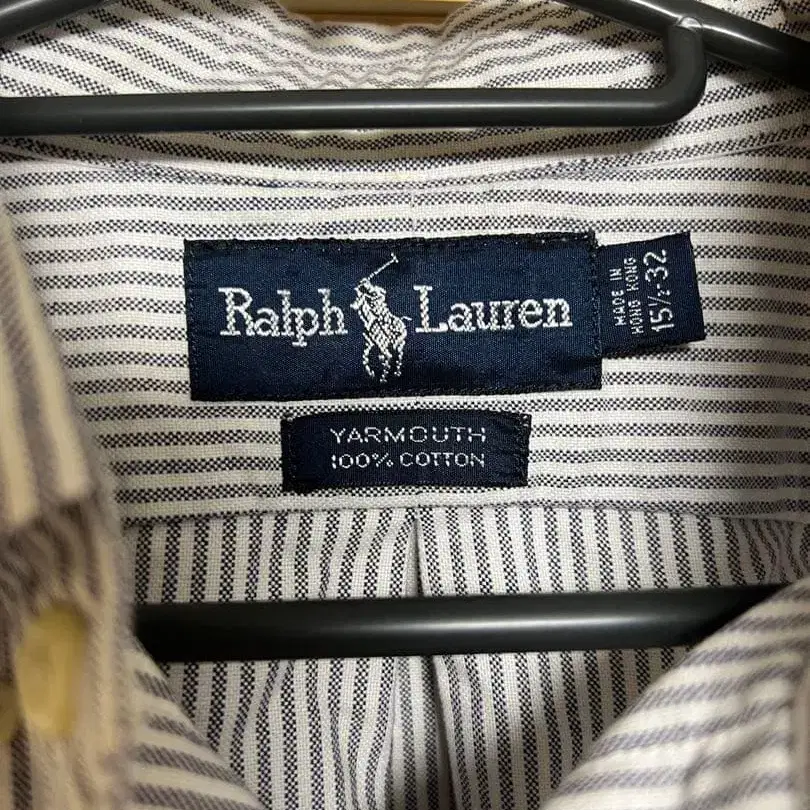 Ralph Lauren
MADE IN
HONG KONG
15½-32
YARMOUTH
100% COTTON